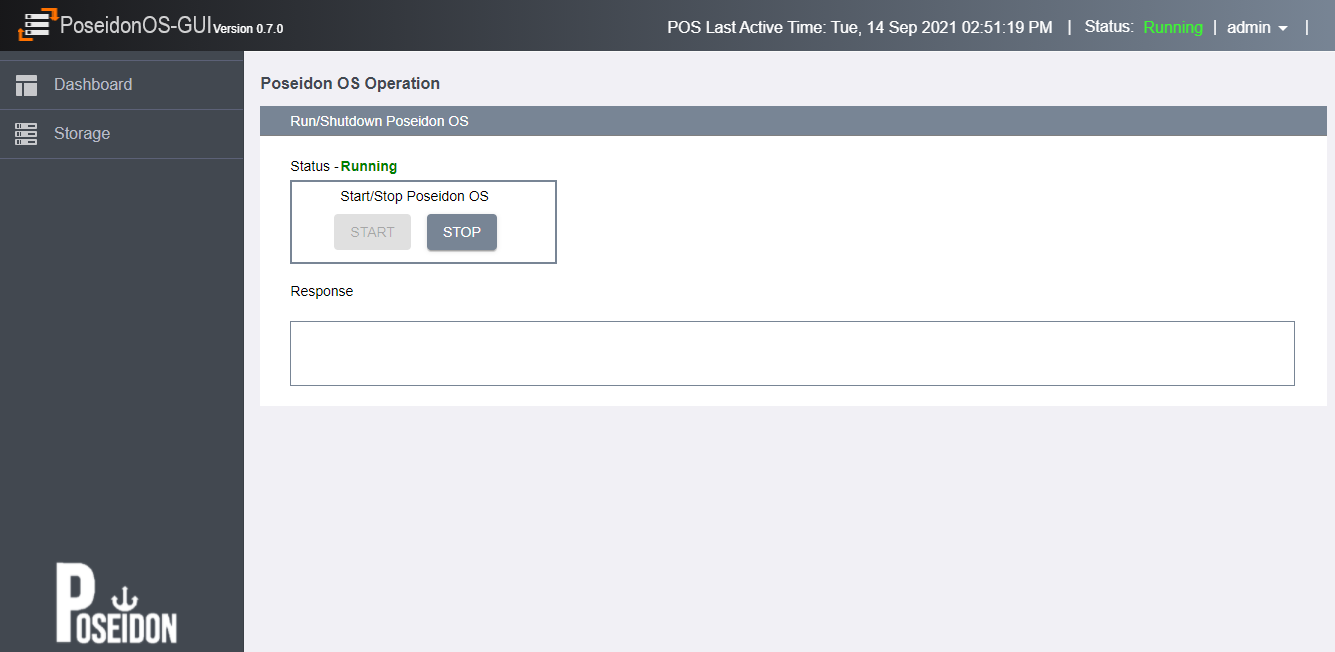 PoseidonOS-GUI Version 0.7.0
POS Last Active Time: Tue, 14 Sep 2021 02:51:19 PM | Status: Running | admin |
Dashboard
Storage
Poseidon OS Operation
Run/Shutdown Poseidon OS
Status - Running
Start/Stop Poseidon OS
START STOP
Response
POSEIDON